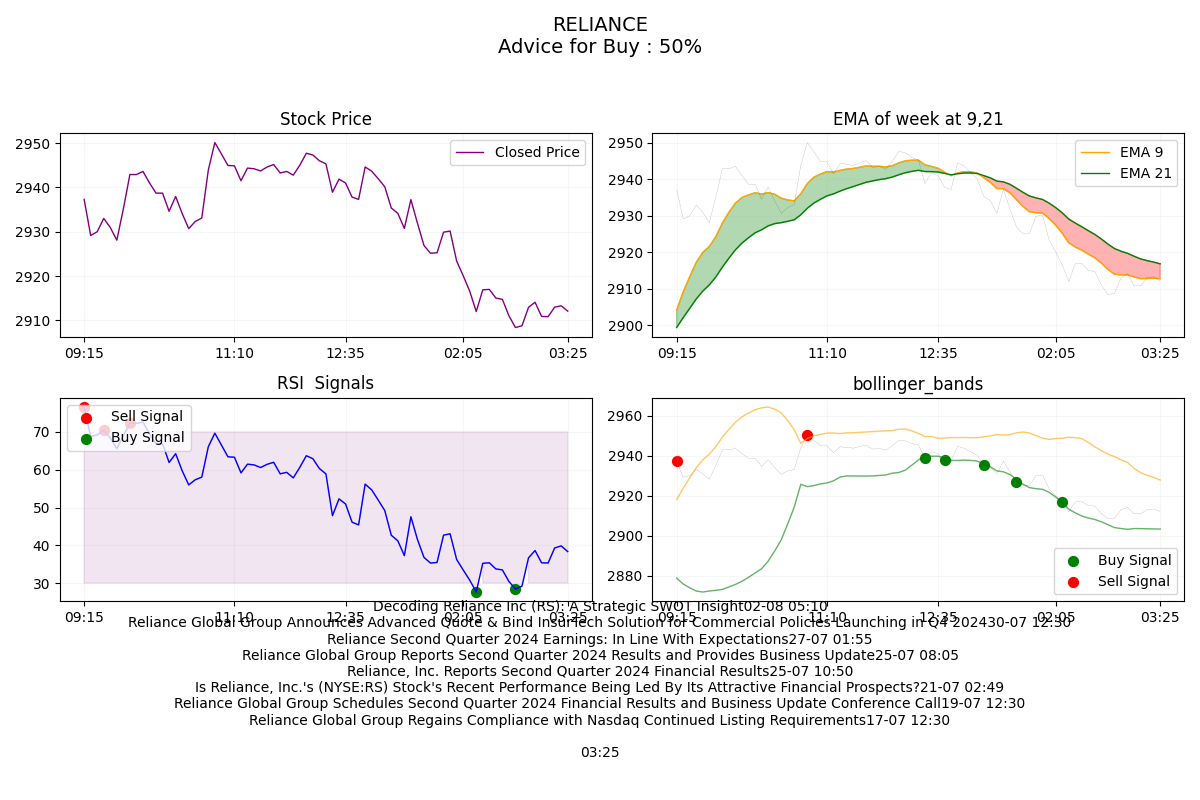 RELIANCE
Advice for Buy : 50%
Stock Price
2950
2940
2930
2920
2910
Closed Price
09:15 11:10 12:35 02:05 03:25
EMA of week at 9,21
2950
2940
2930
2920
2910
2900
EMA 9
EMA 21
09:15 11:10 12:35 02:05 03:25
RSI  Signals
70
60
50
40
30
Sell Signal
Buy Signal
09:15 11:10 12:35 02:05 03:25
bollinger_bands
2960
2940
2920
2900
2880
Buy Signal
Sell Signal
09:15 11:10 12:35 02:05 03:25
Decoding Reliance Inc (RS): A Strategic SWOT Insight02-08 05:10
Reliance Global Group Announces Advanced Quote & Bind InsurTech Solution for Commercial Policies Launching in Q4 202430-07 12:30
Reliance Second Quarter 2024 Earnings: In Line With Expectations27-07 01:55
Reliance Global Group Reports Second Quarter 2024 Results and Provides Business Update25-07 08:05
Reliance, Inc. Reports Second Quarter 2024 Financial Results25-07 10:50
Is Reliance, Inc.'s (NYSE:RS) Stock's Recent Performance Being Led By Its Attractive Financial Prospects?21-07 02:49
Reliance Global Group Schedules Second Quarter 2024 Financial Results and Business Update Conference Call19-07 12:30
Reliance Global Group Regains Compliance with Nasdaq Continued Listing Requirements17-07 12:30
03:25